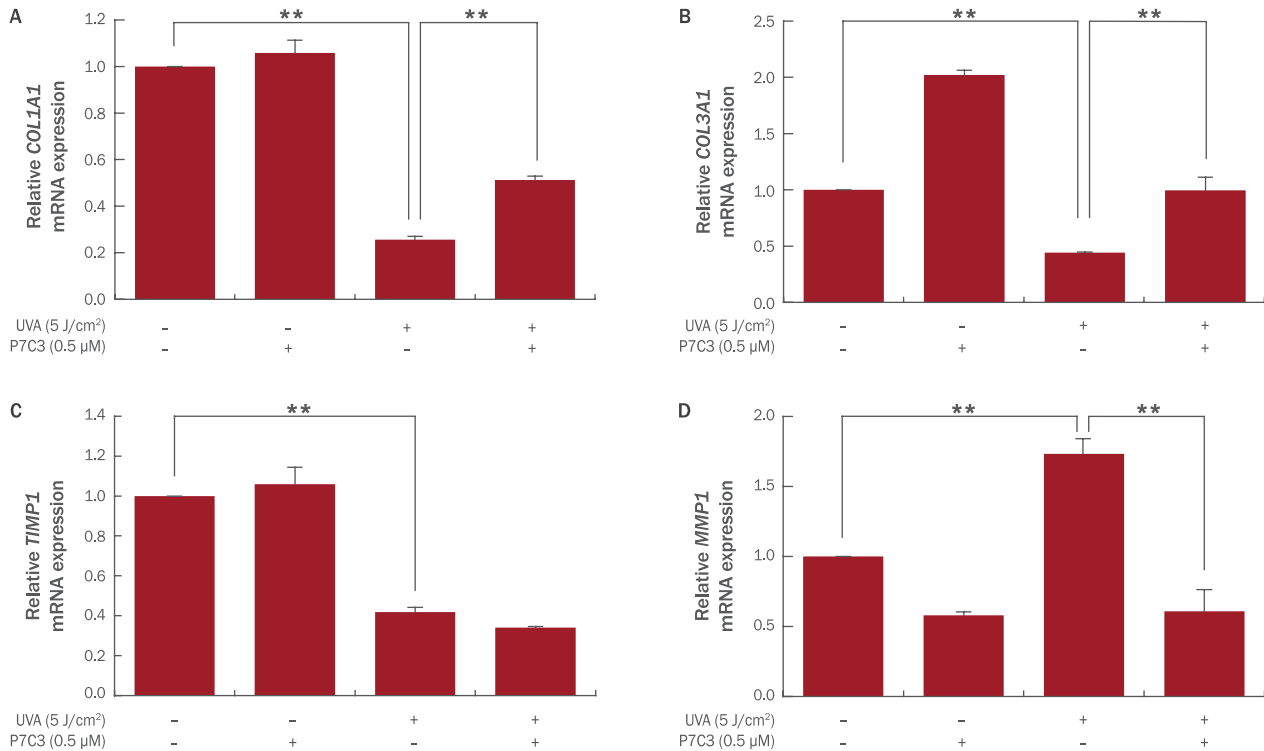 A
Relative COL1A1
mRNA expression
1.2
1.0
0.8
0.6
0.4
0.2
0.0
** **
UVA (5 J/cm²) – – + +
P7C3 (0.5 µM) – + – +
B
Relative COL3A1
mRNA expression
2.5
2.0
1.5
1.0
0.5
0.0
** **
UVA (5 J/cm²) – – + +
P7C3 (0.5 µM) – + – +
C
Relative TIMP1
mRNA expression
1.4
1.2
1.0
0.8
0.6
0.4
0.2
0.0
**
UVA (5 J/cm²) – – + +
P7C3 (0.5 µM) – + – +
D
Relative MMP1
mRNA expression
2.0
1.5
1.0
0.5
0.0
** **
UVA (5 J/cm²) – – + +
P7C3 (0.5 µM) – + – +